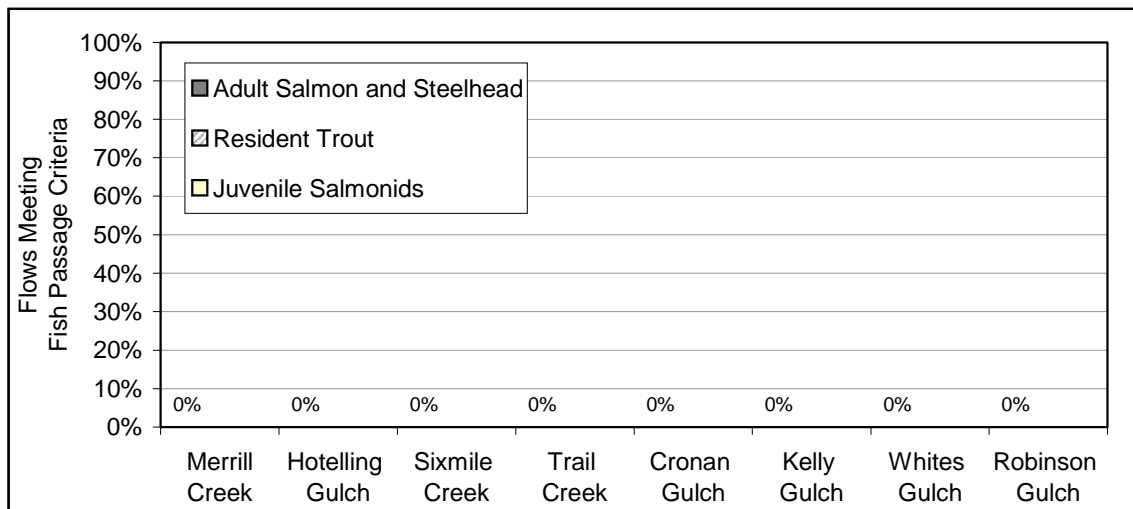 100%
90%
80%
70%
60%
50%
40%
30%
20%
10%
0%
Flows Meeting
Fish Passage Criteria
Adult Salmon and Steelhead
Resident Trout
Juvenile Salmonids
0% 0% 0% 0% 0% 0% 0% 0%
Merrill Hotelling Sixmile Trail Cronan Kelly Whites Robinson
Creek Gulch Creek Creek Gulch Gulch Gulch Gulch